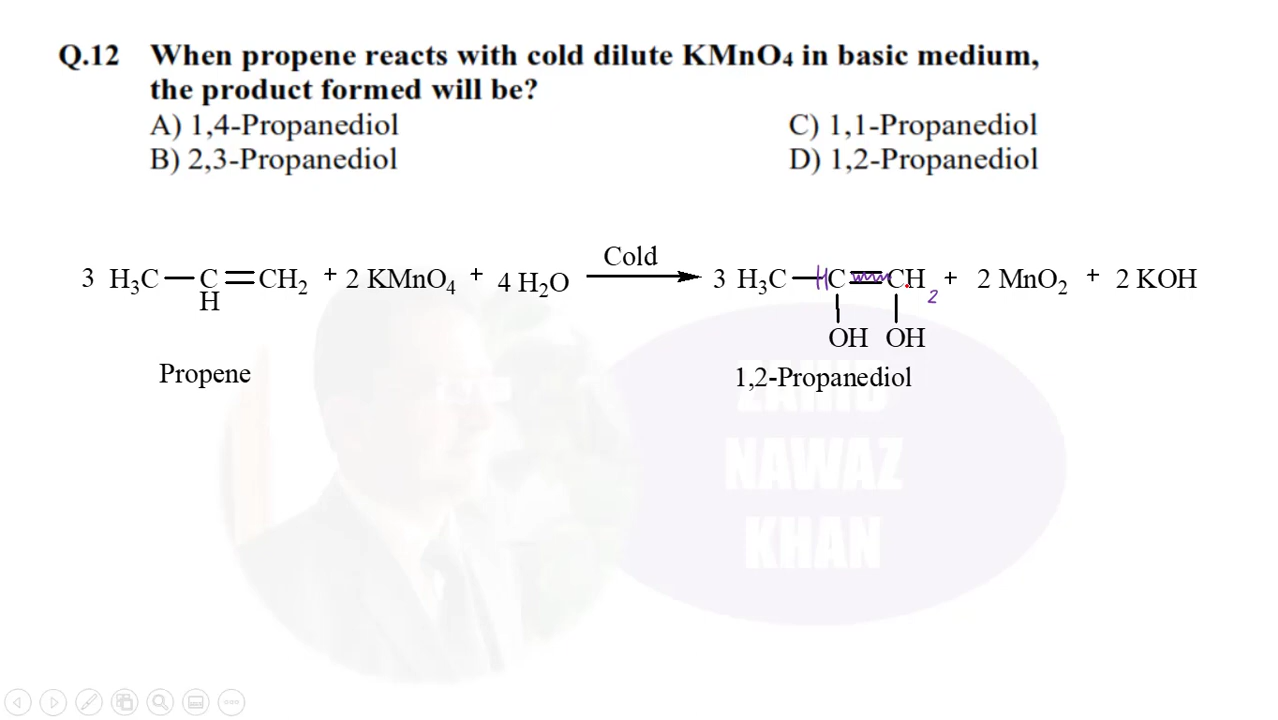 Q.12 When propene reacts with cold dilute KMnO₄ in basic medium,
the product formed will be?
A) 1,4-Propanediol C) 1,1-Propanediol
B) 2,3-Propanediol D) 1,2-Propanediol
Cold
3 H₃C — C = CH₂ + 2 KMnO₄ + 4 H₂O → 3 H₃C — HC = CH₂ + 2 MnO₂ + 2 KOH
H
OH OH
Propene 1,2-Propanediol
ZAHID
NAWAZ
KHAN